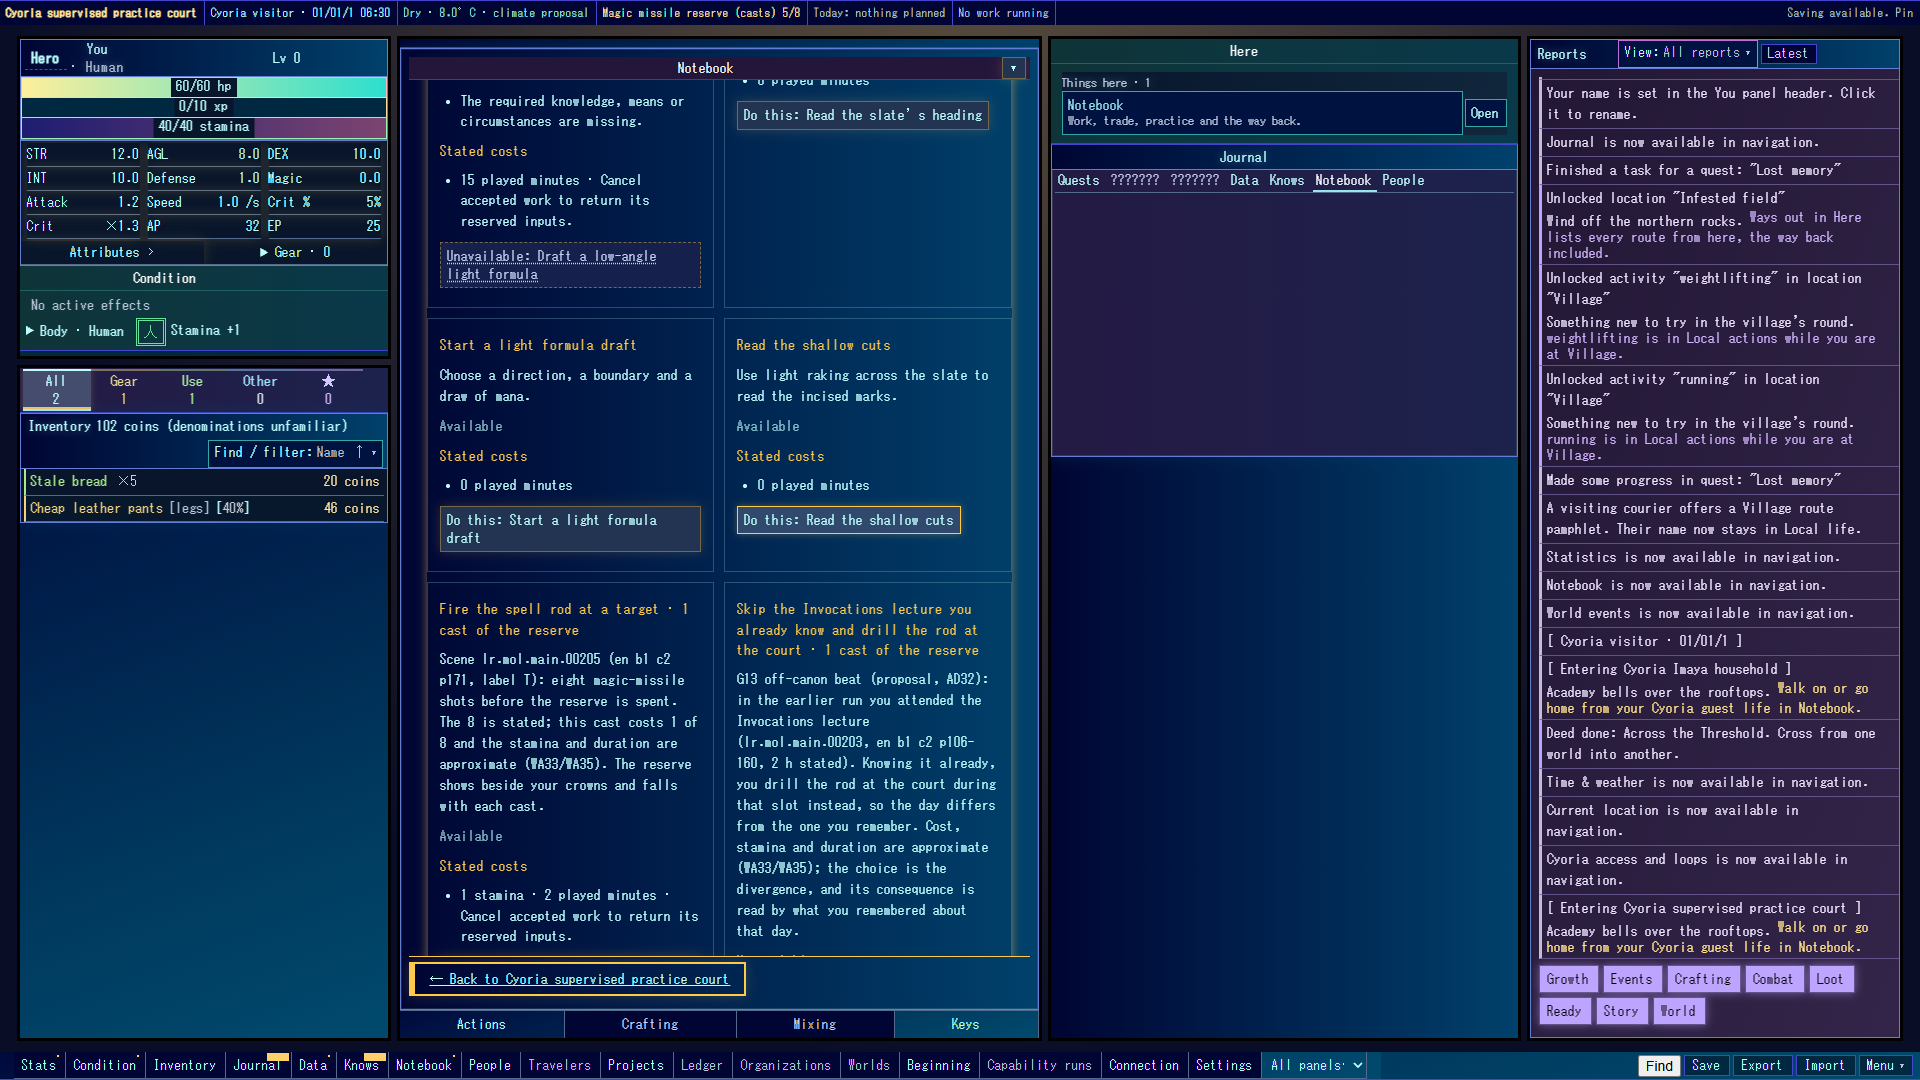 Cyoria supervised practice court
Cyoria visitor · 01/01/1 06:30
Dry · 8.0° C · climate proposal
Magic missile reserve (casts) 5/8
Today: nothing planned
No work running
Saving available. Pin
Hero · You
Human
Lv 0
60/60 hp
0/10 xp
40/40 stamina
STR 12.0 AGL 8.0 DEX 10.0
INT 10.0 Defense 1.0 Magic 0.0
Attack 1.2 Speed 1.0 /s Crit % 5%
Crit ×1.3 AP 32 EP 25
Attributes >
▶ Gear · 0
Condition
No active effects
▶ Body · Human 人 Stamina +1
All Gear Use Other ★
2 1 1 0 0
Inventory 102 coins (denominations unfamiliar)
Find / filter: Name ↑ ▾
Stale bread ×5 20 coins
Cheap leather pants [legs] [40%] 46 coins
Notebook
▾
• The required knowledge, means or
circumstances are missing.
Stated costs
• 15 played minutes · Cancel
accepted work to return its
reserved inputs.
Unavailable: Draft a low-angle
light formula
Do this: Read the slate's heading
Start a light formula draft
Choose a direction, a boundary and a
draw of mana.
Available
Stated costs
• 0 played minutes
Do this: Start a light formula
draft
Read the shallow cuts
Use light raking across the slate to
read the incised marks.
Available
Stated costs
• 0 played minutes
Do this: Read the shallow cuts
Fire the spell rod at a target · 1
cast of the reserve
Scene lr.mol.main.00205 (en b1 c2
p171, label T): eight magic-missile
shots before the reserve is spent.
The 8 is stated; this cast costs 1 of
8 and the stamina and duration are
approximate (WA33/WA35). The reserve
shows beside your crowns and falls
with each cast.
Available
Stated costs
• 1 stamina · 2 played minutes ·
Cancel accepted work to return its
reserved inputs.
Skip the Invocations lecture you
already know and drill the rod at
the court · 1 cast of the reserve
G13 off-canon beat (proposal, AD32):
in the earlier run you attended the
Invocations lecture
(lr.mol.main.00203, en b1 c2 p106-
160, 2 h stated). Knowing it already,
you drill the rod at the court during
that slot instead, so the day differs
from the one you remember. Cost,
stamina and duration are approximate
(WA33/WA35); the choice is the
divergence, and its consequence is
read by what you remembered about
that day.
← Back to Cyoria supervised practice court
Actions Crafting Mixing Keys
Here
Things here · 1
Notebook
Work, trade, practice and the way back.
Open
Journal
Quests ??????? ??????? Data Knows Notebook People
Reports
View: All reports ▾
Latest
Your name is set in the You panel header. Click
it to rename.
Journal is now available in navigation.
Finished a task for a quest: "Lost memory"
Unlocked location "Infested field"
Wind off the northern rocks. Ways out in Here
lists every route from here, the way back
included.
Unlocked activity "weightlifting" in location
"Village"
Something new to try in the village's round.
weightlifting is in Local actions while you are
at Village.
Unlocked activity "running" in location
"Village"
Something new to try in the village's round.
running is in Local actions while you are at
Village.
Made some progress in quest: "Lost memory"
A visiting courier offers a Village route
pamphlet. Their name now stays in Local life.
Statistics is now available in navigation.
Notebook is now available in navigation.
World events is now available in navigation.
[ Cyoria visitor · 01/01/1 ]
[ Entering Cyoria Imaya household ]
Academy bells over the rooftops. Walk on or go
home from your Cyoria guest life in Notebook.
Deed done: Across the Threshold. Cross from one
world into another.
Time & weather is now available in navigation.
Current location is now available in
navigation.
Cyoria access and loops is now available in
navigation.
[ Entering Cyoria supervised practice court ]
Academy bells over the rooftops. Walk on or go
home from your Cyoria guest life in Notebook.
Growth Events Crafting Combat Loot
Ready Story World
Stats Condition Inventory Journal Data Knows Notebook People Travelers Projects Ledger Organizations Worlds Beginning Capability runs Connection Settings All panels
Find Save Export Import Menu ▾